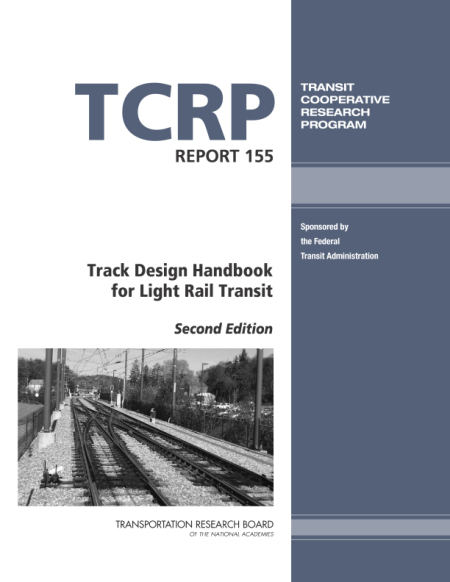 TCRP
REPORT 155
TRANSIT
COOPERATIVE
RESEARCH
PROGRAM
Sponsored by
the Federal
Transit Administration
Track Design Handbook
for Light Rail Transit
Second Edition
TRANSPORTATION RESEARCH BOARD
OF THE NATIONAL ACADEMIES